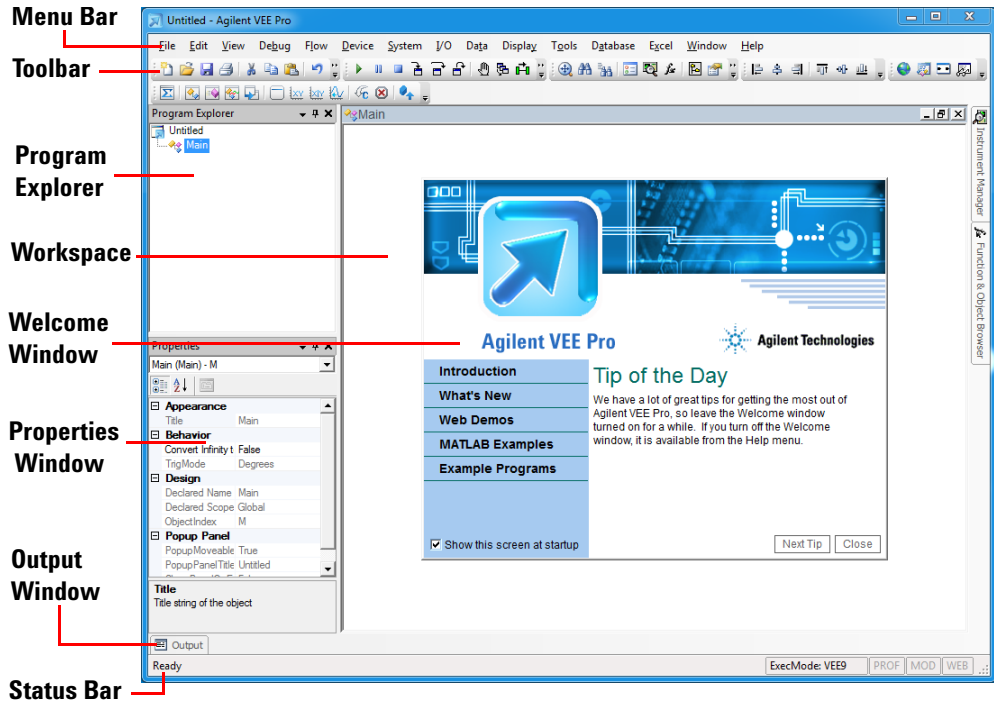 Menu Bar
Toolbar
Program
Explorer
Workspace
Welcome
Window
Properties
Window
Output
Window
Status Bar
Untitled - Agilent VEE Pro
File Edit View Debug Flow Device System I/O Data Display Tools Database Excel Window Help
Program Explorer
Untitled
Main
Main
Instrument Manager
Function & Object Browser
Agilent VEE Pro
Agilent Technologies
Introduction
What's New
Web Demos
MATLAB Examples
Example Programs
Show this screen at startup
Tip of the Day
We have a lot of great tips for getting the most out of
Agilent VEE Pro, so leave the Welcome window
turned on for a while. If you turn off the Welcome
window, it is available from the Help menu.
Next Tip Close
Properties
Main (Main) - M
Appearance
Title Main
Behavior
Convert Infinity t False
TrigMode Degrees
Design
Declared Name Main
Declared Scope Global
ObjectIndex M
Popup Panel
PopupMoveable True
PopupPanelTitle Untitled
Title
Title string of the object
Output
Ready
ExecMode: VEE9 PROF MOD WEB